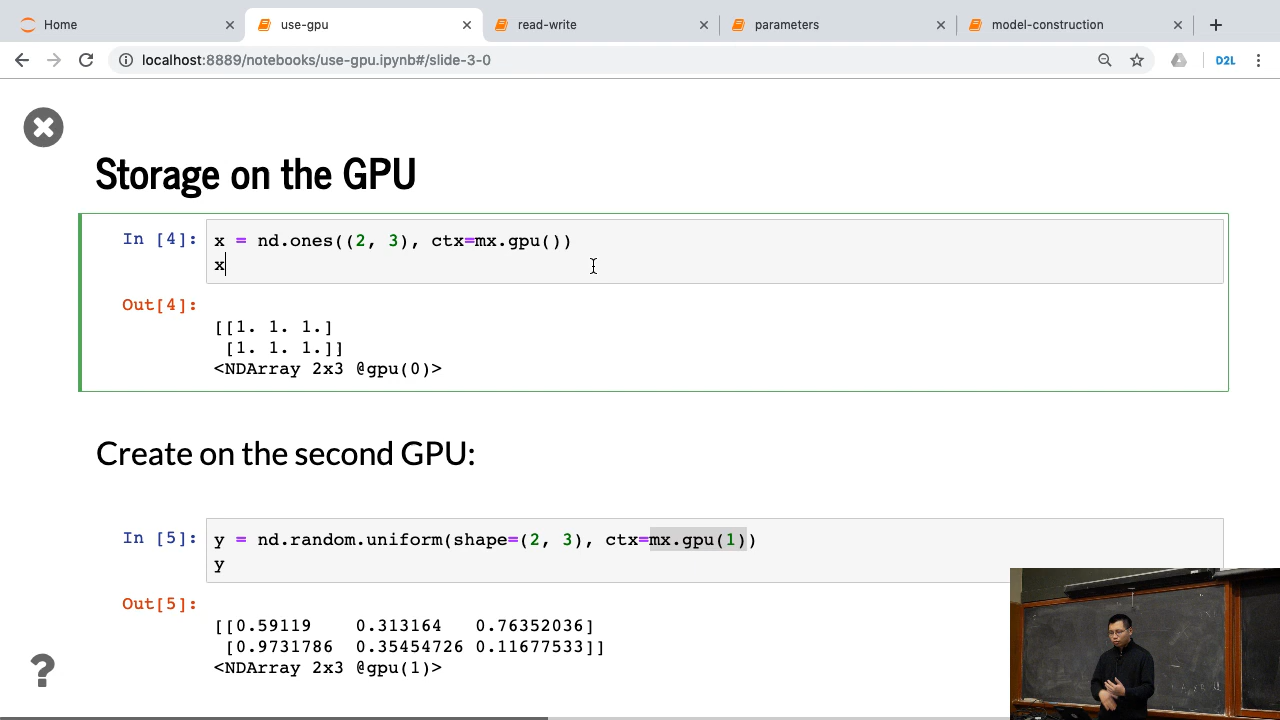 Home
use-gpu
read-write
parameters
model-construction
localhost:8889/notebooks/use-gpu.ipynb#/slide-3-0
D2L
Storage on the GPU
In [4]: x = nd.ones((2, 3), ctx=mx.gpu())
x
Out[4]:
[[1. 1. 1.]
[1. 1. 1.]]
<NDArray 2x3 @gpu(0)>
Create on the second GPU:
In [5]: y = nd.random.uniform(shape=(2, 3), ctx=mx.gpu(1))
y
Out[5]:
[[0.59119 0.313164 0.76352036]
[0.9731786 0.35454726 0.11677533]]
<NDArray 2x3 @gpu(1)>
?